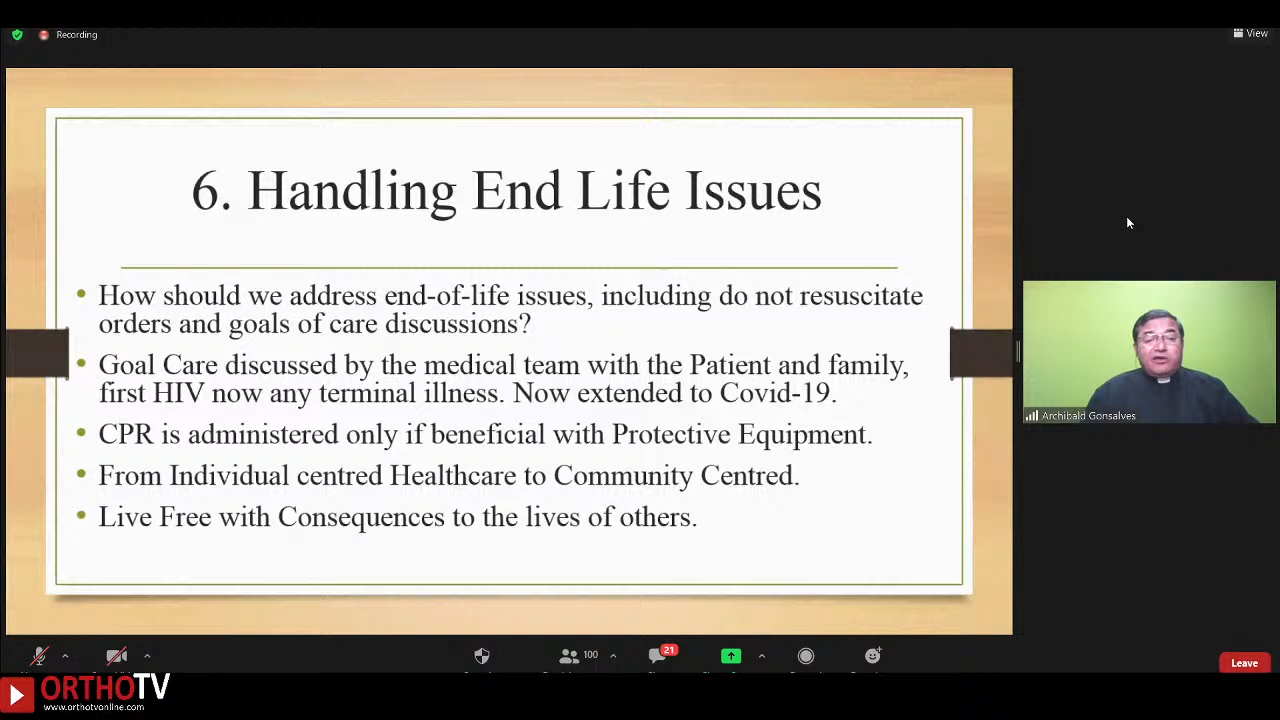 Recording
View
6. Handling End Life Issues
• How should we address end-of-life issues, including do not resuscitate
orders and goals of care discussions?
• Goal Care discussed by the medical team with the Patient and family,
first HIV now any terminal illness. Now extended to Covid-19.
• CPR is administered only if beneficial with Protective Equipment.
• From Individual centred Healthcare to Community Centred.
• Live Free with Consequences to the lives of others.
Archibald Gonsalves
100
21
Leave
ORTHOTV
www.orthotvonline.com